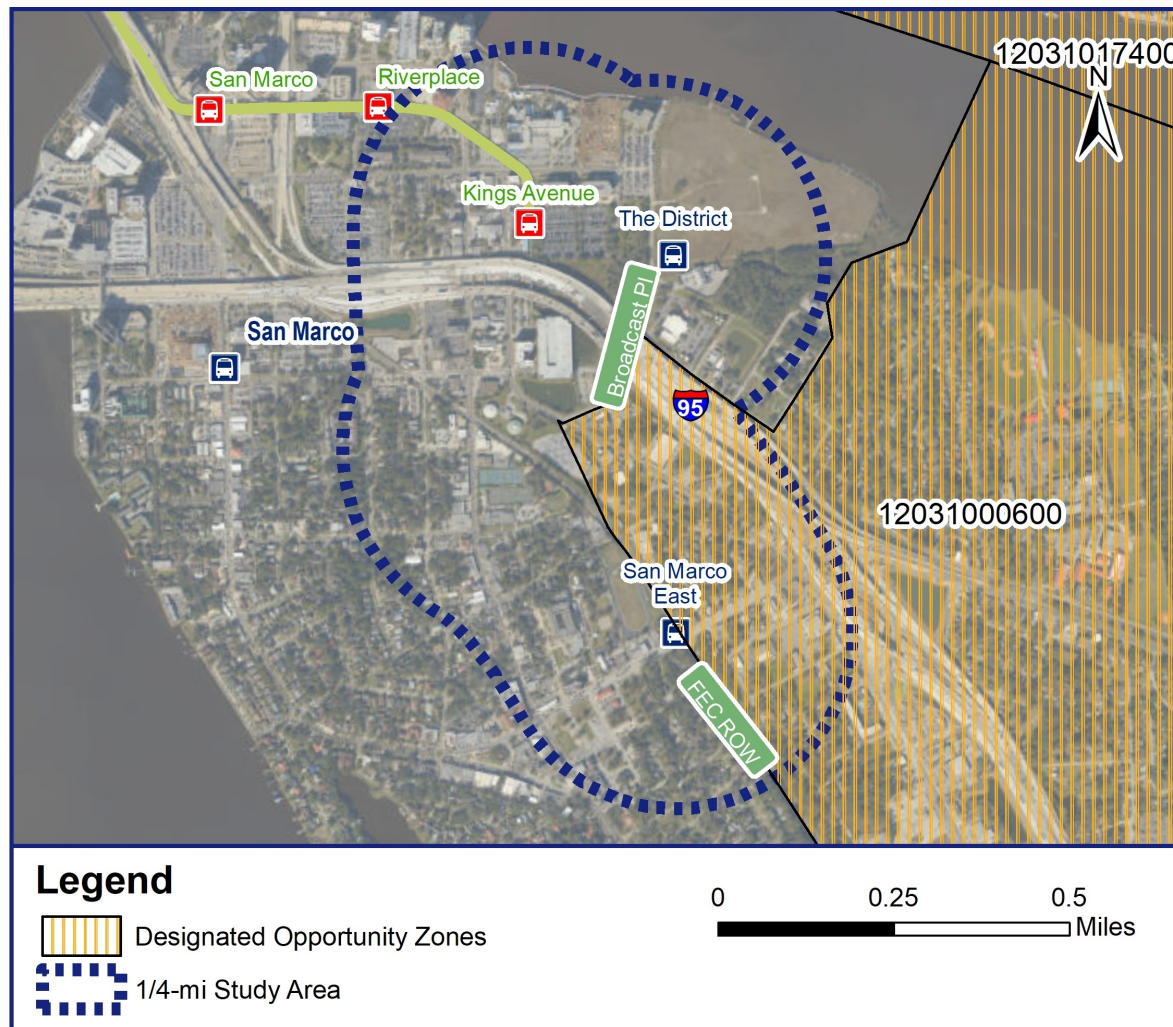 12031017400
N
San Marco
Riverplace
Kings Avenue
The District
Broadcast Pl
San Marco
95
12031000600
San Marco
East
FEC ROW
Legend
Designated Opportunity Zones
1/4-mi Study Area
0 0.25 0.5
Miles